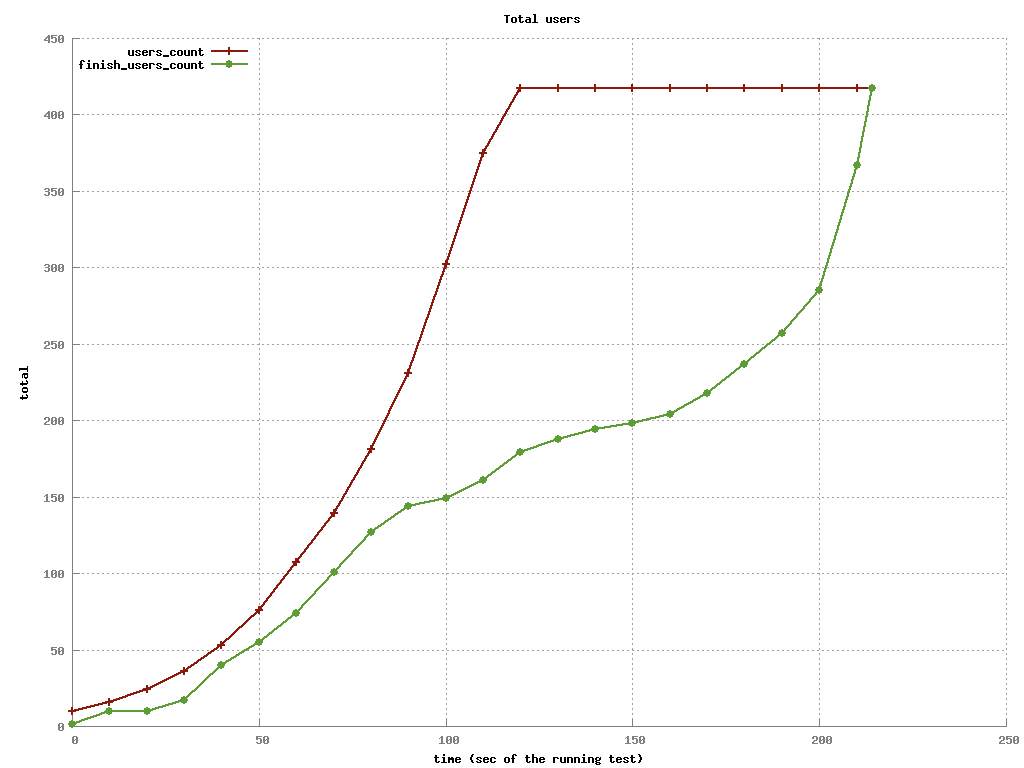 Total users
450
400
350
300
250
200
150
100
50
0
users_count
finish_users_count
total
0 50 100 150 200 250
time (sec of the running test)